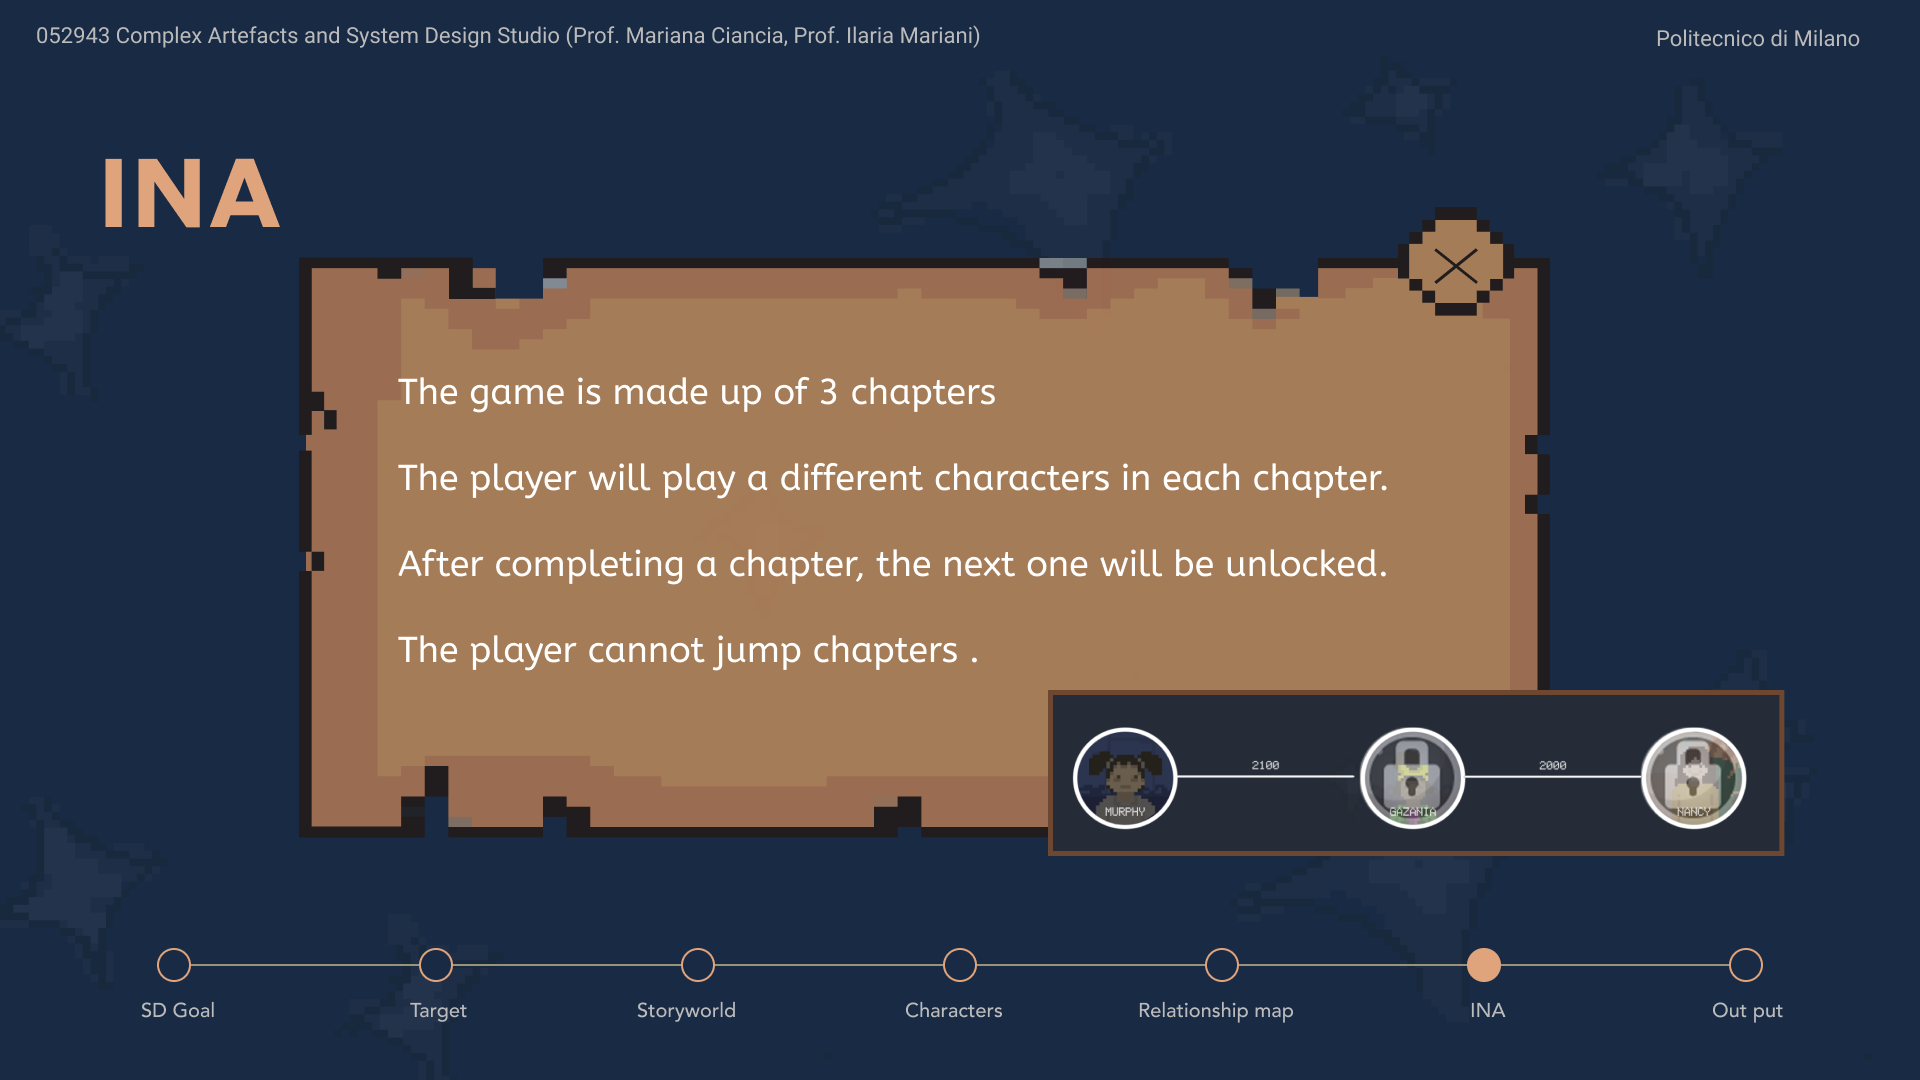 052943 Complex Artefacts and System Design Studio (Prof. Mariana Ciancia, Prof. Ilaria Mariani)
Politecnico di Milano
INA
The game is made up of 3 chapters
The player will play a different characters in each chapter.
After completing a chapter, the next one will be unlocked.
The player cannot jump chapters .
2100
2000
MURPHY
GAZANIA
NANCY
SD Goal
Target
Storyworld
Characters
Relationship map
INA
Out put